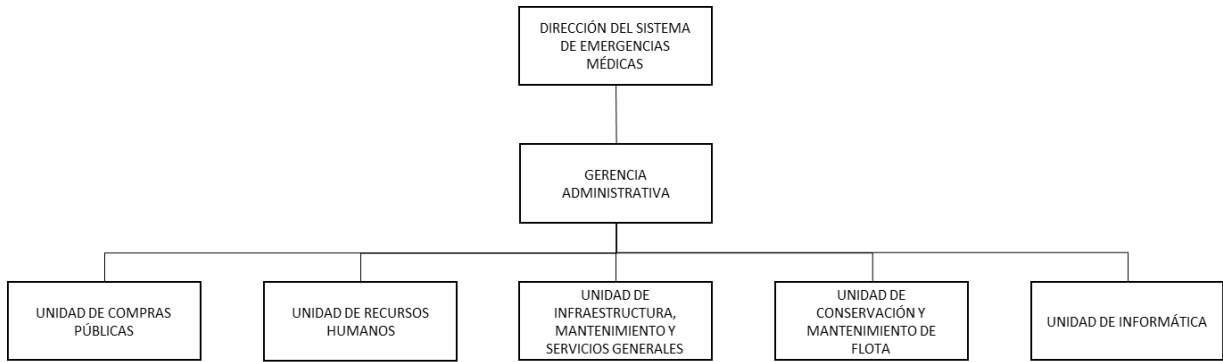 DIRECCIÓN DEL SISTEMA
DE EMERGENCIAS
MÉDICAS
GERENCIA
ADMINISTRATIVA
UNIDAD DE COMPRAS
PÚBLICAS
UNIDAD DE RECURSOS
HUMANOS
UNIDAD DE
INFRAESTRUCTURA,
MANTENIMIENTO Y
SERVICIOS GENERALES
UNIDAD DE
CONSERVACIÓN Y
MANTENIMIENTO DE
FLOTA
UNIDAD DE INFORMÁTICA